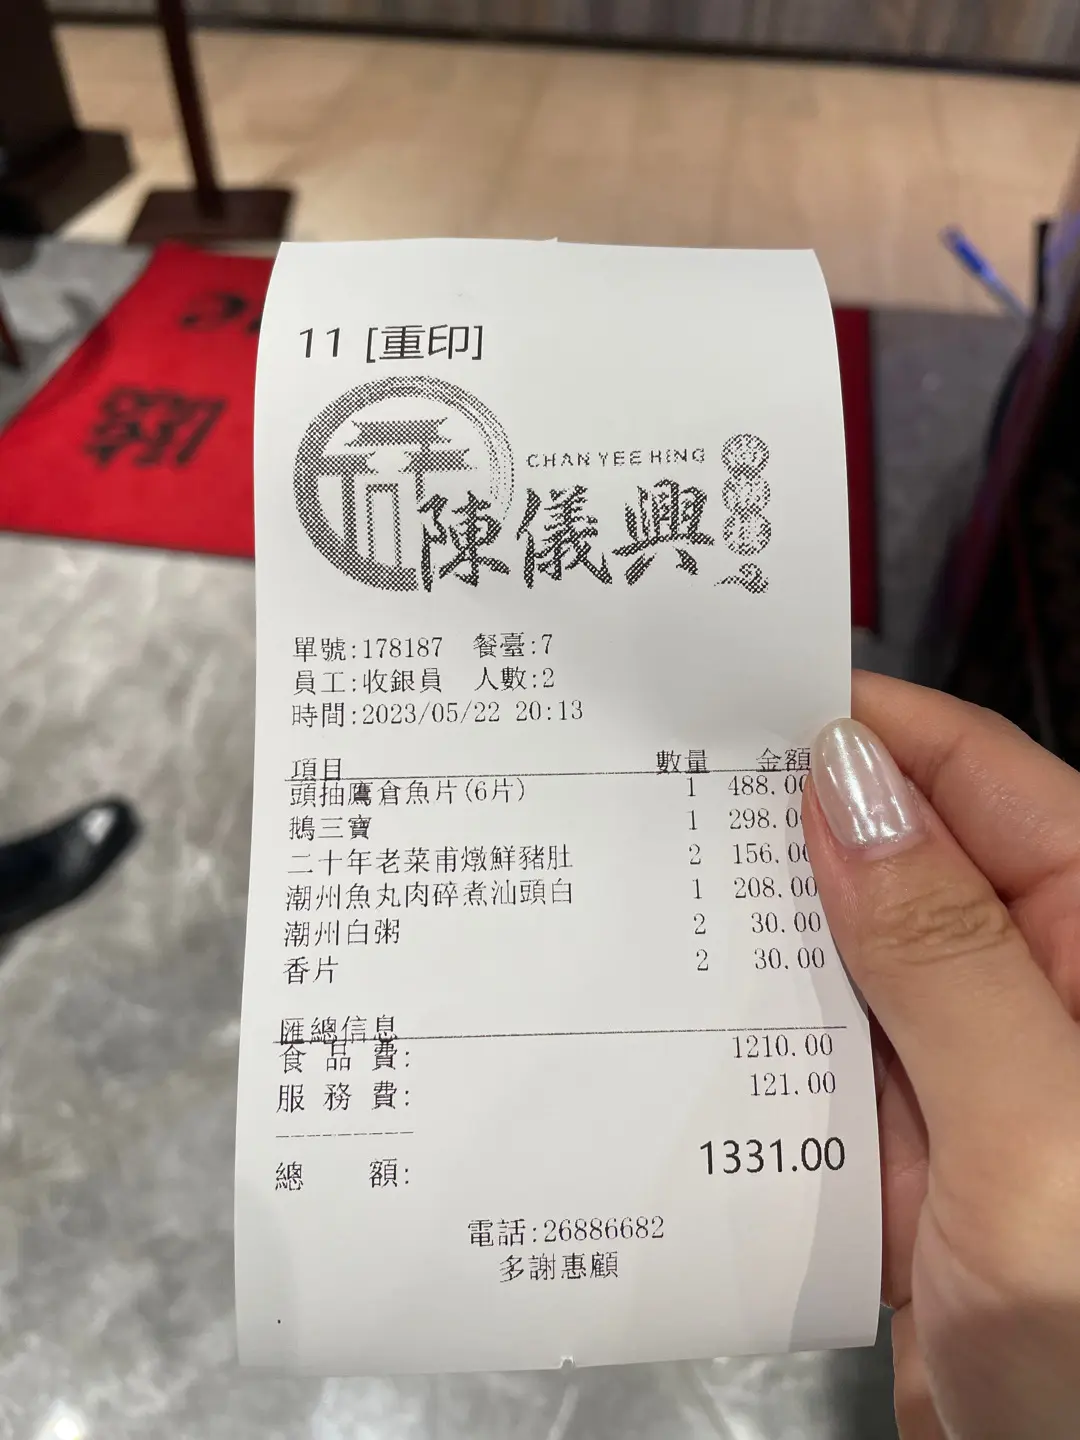 11 [重印]
CHAN YEE HING
陳儀興
單號:178187 餐臺:7
員工:收銀員 人數:2
時間:2023/05/22 20:13
項目 數量 金額
頭抽鷹倉魚片(6片) 1 488.00
鵝三寶 1 298.0
二十年老菜甫燉鮮豬肚 2 156.00
潮州魚丸肉碎煮汕頭白 1 208.00
潮州白粥 2 30.00
香片 2 30.00
匯總信息
食品費: 1210.00
服務費: 121.00
總額: 1331.00
電話:26886682
多謝惠顧